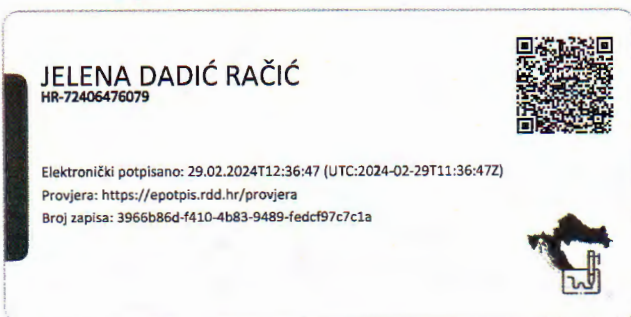 JELENA DADIĆ RAČIĆ
HR-72406476079
Elektronički potpisano: 29.02.2024T12:36:47 (UTC:2024-02-29T11:36:47Z)
Provjera: https://epotpis.rdd.hr/provjera
Broj zapisa: 3966b86d-f410-4b83-9489-fedcf97c7c1a